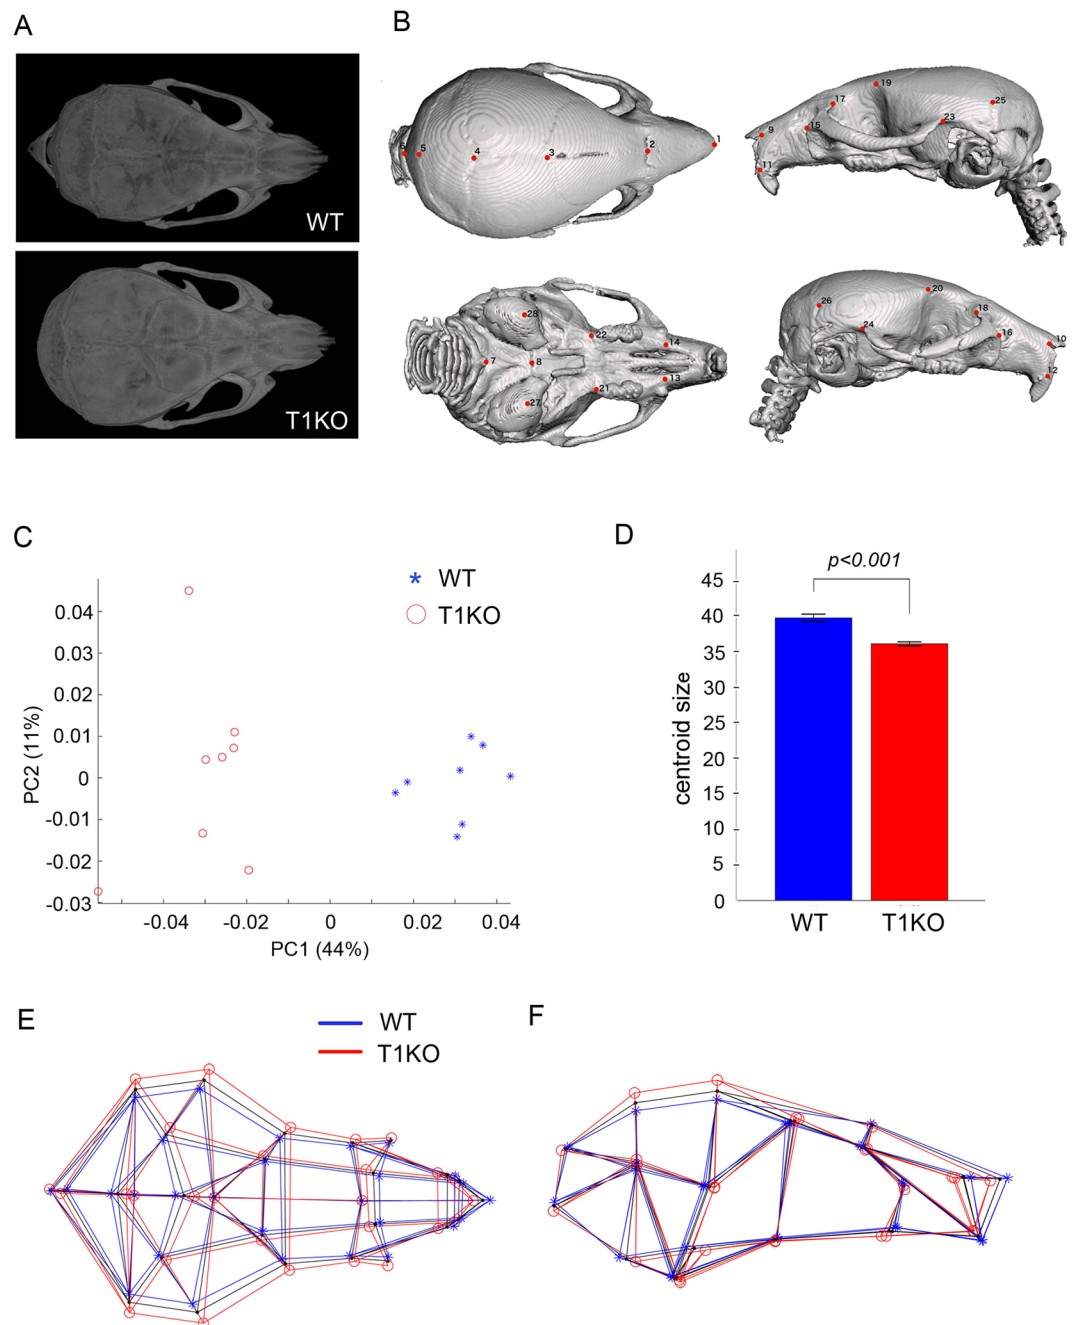 A
B
WT
T1KO
6
5
4
3
2
1
9
11
15
17
19
23
25
7
8
28
27
22
21
14
13
26
24
20
18
16
10
12
C
D
* WT
T1KO
PC2 (11%)
0.04
0.03
0.02
0.01
0
-0.01
-0.02
-0.03
-0.04
-0.02
0
0.02
0.04
PC1 (44%)
p<0.001
centroid size
45
40
35
30
25
20
15
10
5
0
WT
T1KO
E
F
WT
T1KO